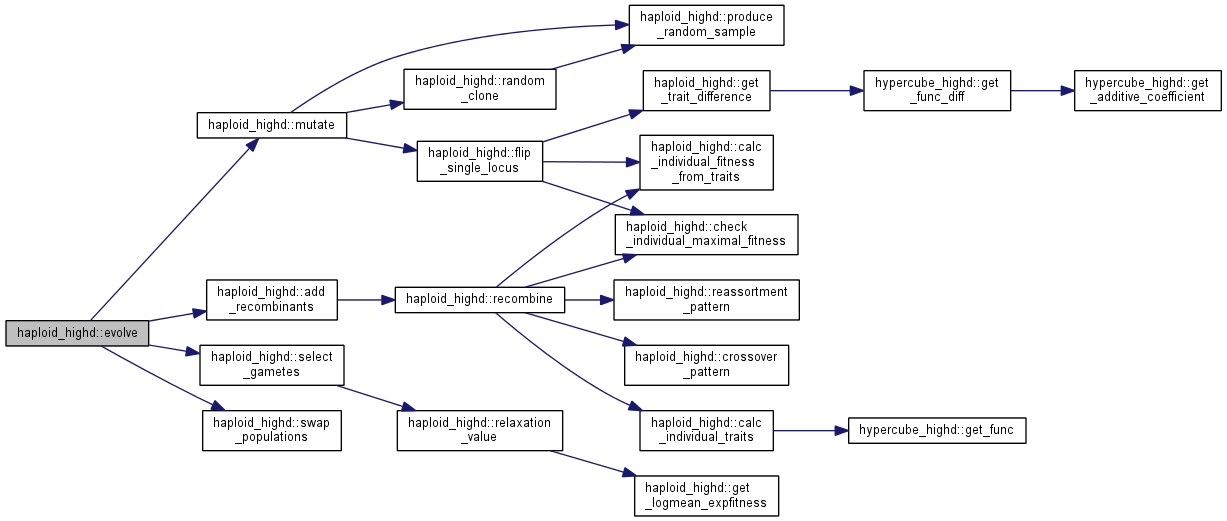 haploid_highd::evolve
haploid_highd::mutate
haploid_highd::add
_recombinants
haploid_highd::select
_gametes
haploid_highd::swap
_populations
haploid_highd::random
_clone
haploid_highd::flip
_single_locus
haploid_highd::recombine
haploid_highd::relaxation
_value
haploid_highd::produce
_random_sample
haploid_highd::get
_trait_difference
haploid_highd::calc
_individual_fitness
_from_traits
haploid_highd::check
_individual_maximal_fitness
haploid_highd::reassortment
_pattern
haploid_highd::crossover
_pattern
haploid_highd::calc
_individual_traits
haploid_highd::get
_logmean_expfitness
hypercube_highd::get
_func_diff
hypercube_highd::get_func
hypercube_highd::get
_additive_coefficient